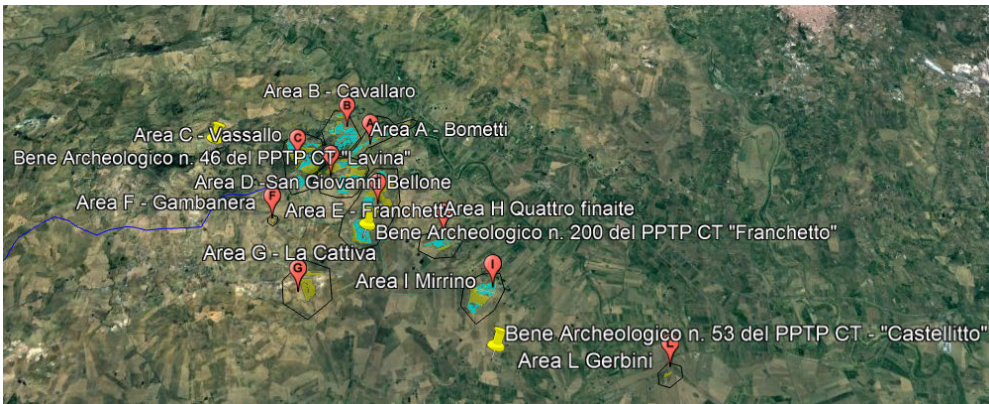 Area B - Cavallaro
B
A
Area A - Bometti
Area C - Vassallo
C
Bene Archeologico n. 46 del PPTP CT "Lavina"
Area D- San Giovanni Bellone
Area F - Gambanera
F
Area E - Franchetto
Area H Quattro finaite
Bene Archeologico n. 200 del PPTP CT "Franchetto"
Area G - La Cattiva
G
Area I Mirrino
I
Bene Archeologico n. 53 del PPTP CT - "Castellitto"
Area L Gerbini
L